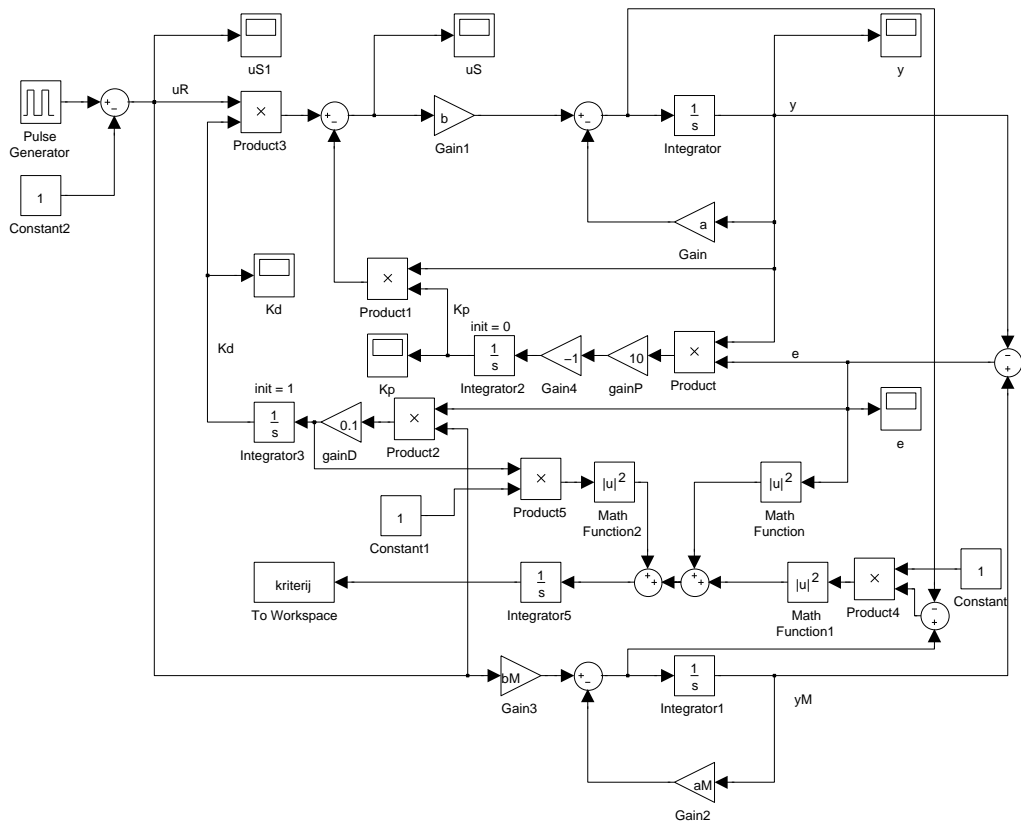 uS1
uS
y
uR
y
Pulse
Generator
+
−
×
Product3
+
−
b
Gain1
+
−
1
s
Integrator
1
Constant2
a
Gain
Kd
×
Product1
Kp
Kd
Kp
init = 0
1
s
Integrator2
−1
Gain4
10
gainP
×
Product
e
−
+
init = 1
1
s
Integrator3
0.1
gainD
×
Product2
e
1
Constant1
×
Product5
|u|²
Math
Function2
|u|²
Math
Function
kriterij
To Workspace
1
s
Integrator5
+
+
+
+
|u|²
Math
Function1
×
Product4
1
Constant
−
+
bM
Gain3
+
−
1
s
Integrator1
yM
aM
Gain2